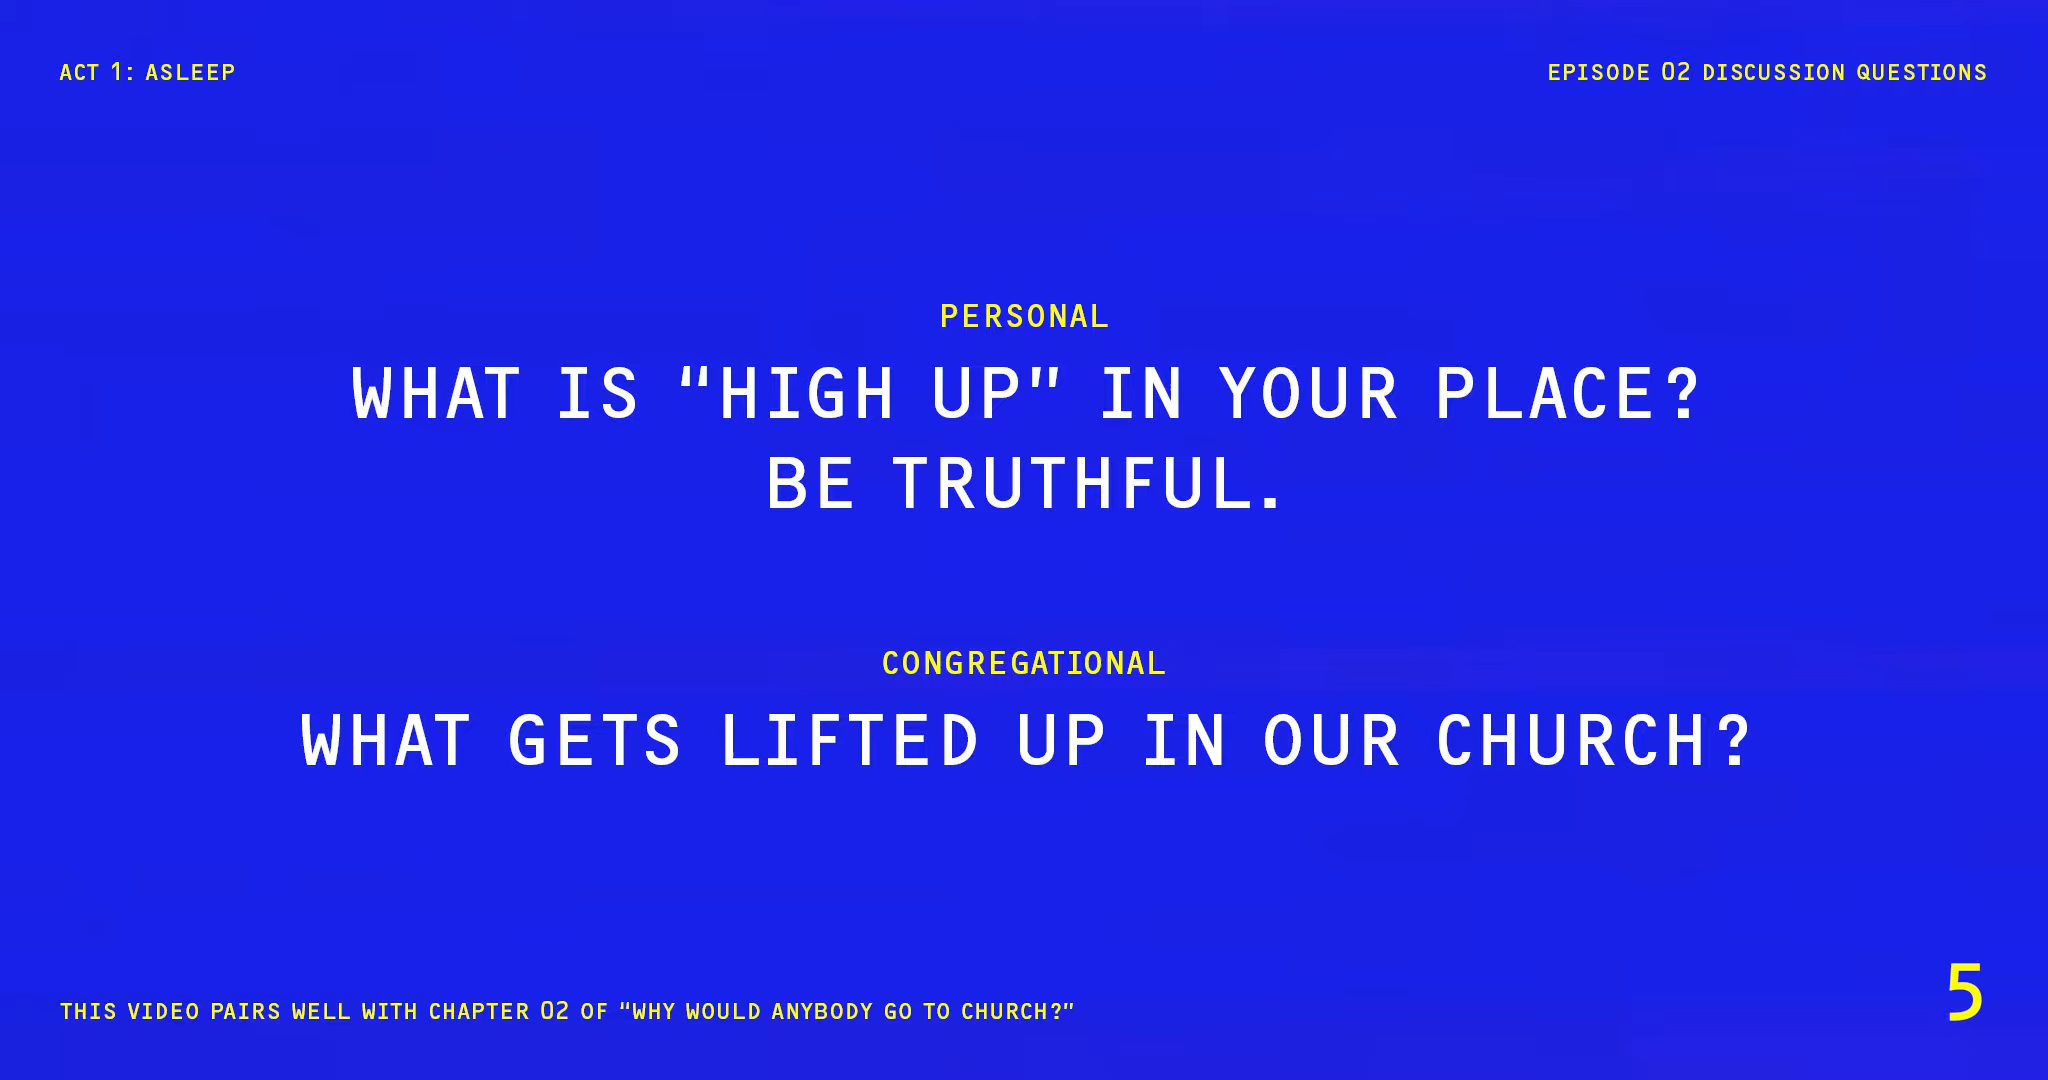 ACT 1: ASLEEP
EPISODE 02 DISCUSSION QUESTIONS
PERSONAL
WHAT IS “HIGH UP” IN YOUR PLACE?
BE TRUTHFUL.
CONGREGATIONAL
WHAT GETS LIFTED UP IN OUR CHURCH?
THIS VIDEO PAIRS WELL WITH CHAPTER 02 OF “WHY WOULD ANYBODY GO TO CHURCH?”
5